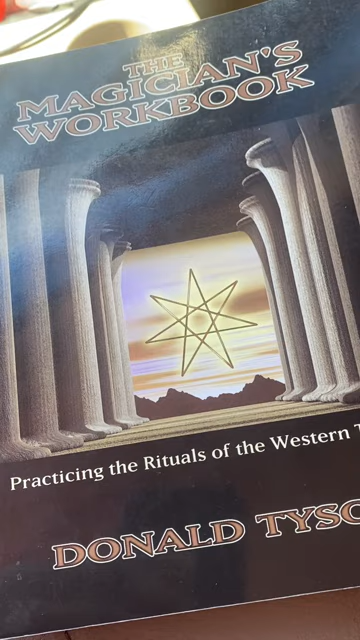 THE
MAGICIAN'S
WORKBOOK
Practicing the Rituals of the Western
DONALD